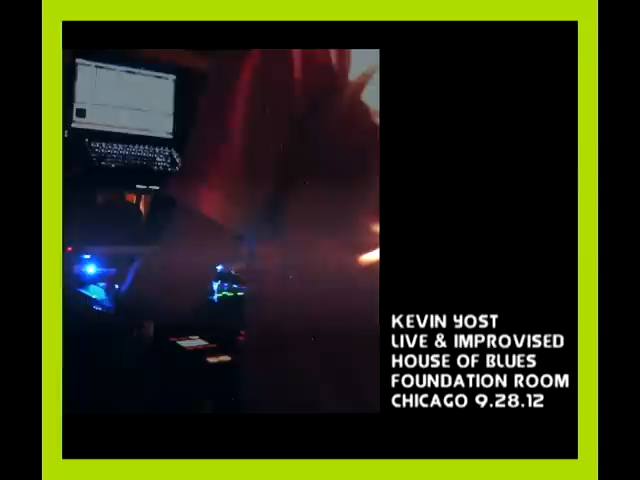 KEVIN YOST
LIVE & IMPROVISED
HOUSE OF BLUES
FOUNDATION ROOM
CHICAGO 9.28.12